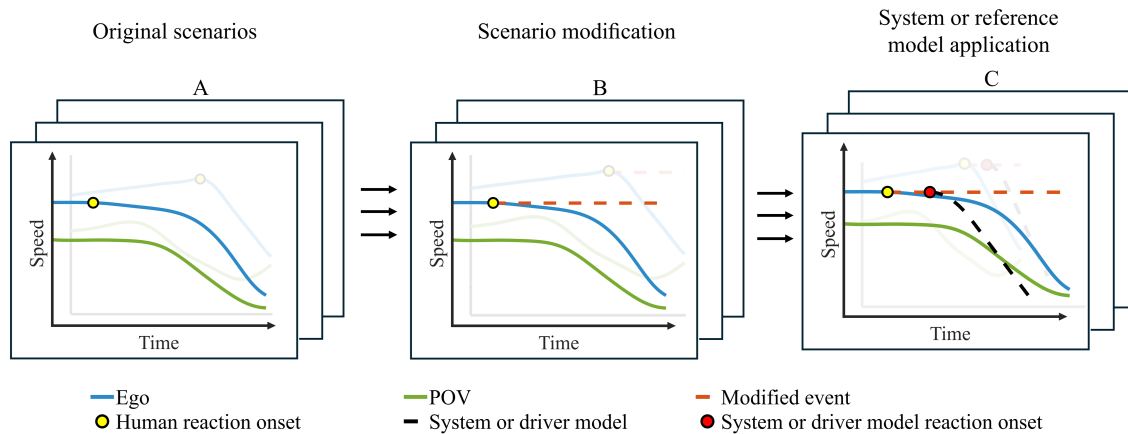 Original scenarios
Scenario modification
System or reference
model application
A
B
C
Speed
Time
Speed
Time
Speed
Time
Ego
POV
Modified event
Human reaction onset
System or driver model
System or driver model reaction onset